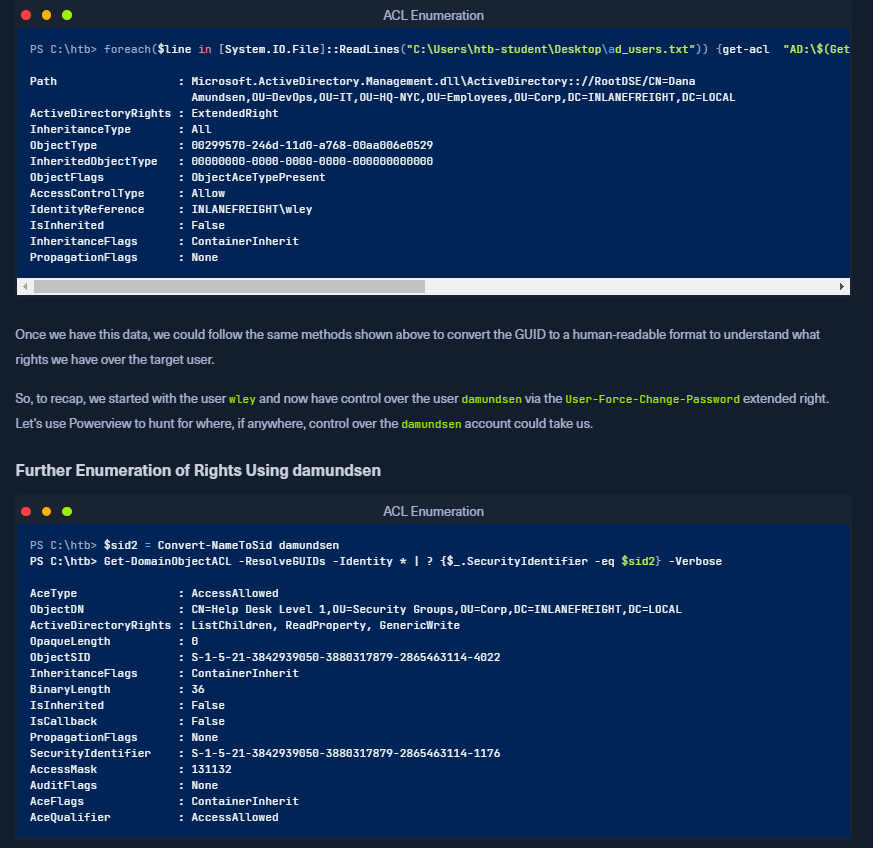 ACL Enumeration
PS C:\htb> foreach($line in [System.IO.File]::ReadLines("C:\Users\htb-student\Desktop\ad_users.txt")) {get-acl  "AD:\$(Get
Path                  : Microsoft.ActiveDirectory.Management.dll\ActiveDirectory:://RootDSE/CN=Dana
                        Amundsen,OU=DevOps,OU=IT,OU=HQ-NYC,OU=Employees,OU=Corp,DC=INLANEFREIGHT,DC=LOCAL
ActiveDirectoryRights : ExtendedRight
InheritanceType       : All
ObjectType            : 00299570-246d-11d0-a768-00aa006e0529
InheritedObjectType   : 00000000-0000-0000-0000-000000000000
ObjectFlags           : ObjectAceTypePresent
AccessControlType     : Allow
IdentityReference     : INLANEFREIGHT\wley
IsInherited           : False
InheritanceFlags      : ContainerInherit
PropagationFlags      : None
Once we have this data, we could follow the same methods shown above to convert the GUID to a human-readable format to understand what
rights we have over the target user.
So, to recap, we started with the user wley and now have control over the user damundsen via the User-Force-Change-Password extended right.
Let's use Powerview to hunt for where, if anywhere, control over the damundsen account could take us.
Further Enumeration of Rights Using damundsen
ACL Enumeration
PS C:\htb> $sid2 = Convert-NameToSid damundsen
PS C:\htb> Get-DomainObjectACL -ResolveGUIDs -Identity * | ? {$_.SecurityIdentifier -eq $sid2} -Verbose
AceType               : AccessAllowed
ObjectDN              : CN=Help Desk Level 1,OU=Security Groups,OU=Corp,DC=INLANEFREIGHT,DC=LOCAL
ActiveDirectoryRights : ListChildren, ReadProperty, GenericWrite
OpaqueLength          : 0
ObjectSID             : S-1-5-21-3842939050-3880317879-2865463114-4022
InheritanceFlags      : ContainerInherit
BinaryLength          : 36
IsInherited           : False
IsCallback            : False
PropagationFlags      : None
SecurityIdentifier    : S-1-5-21-3842939050-3880317879-2865463114-1176
AccessMask            : 131132
AuditFlags            : None
AceFlags              : ContainerInherit
AceQualifier          : AccessAllowed